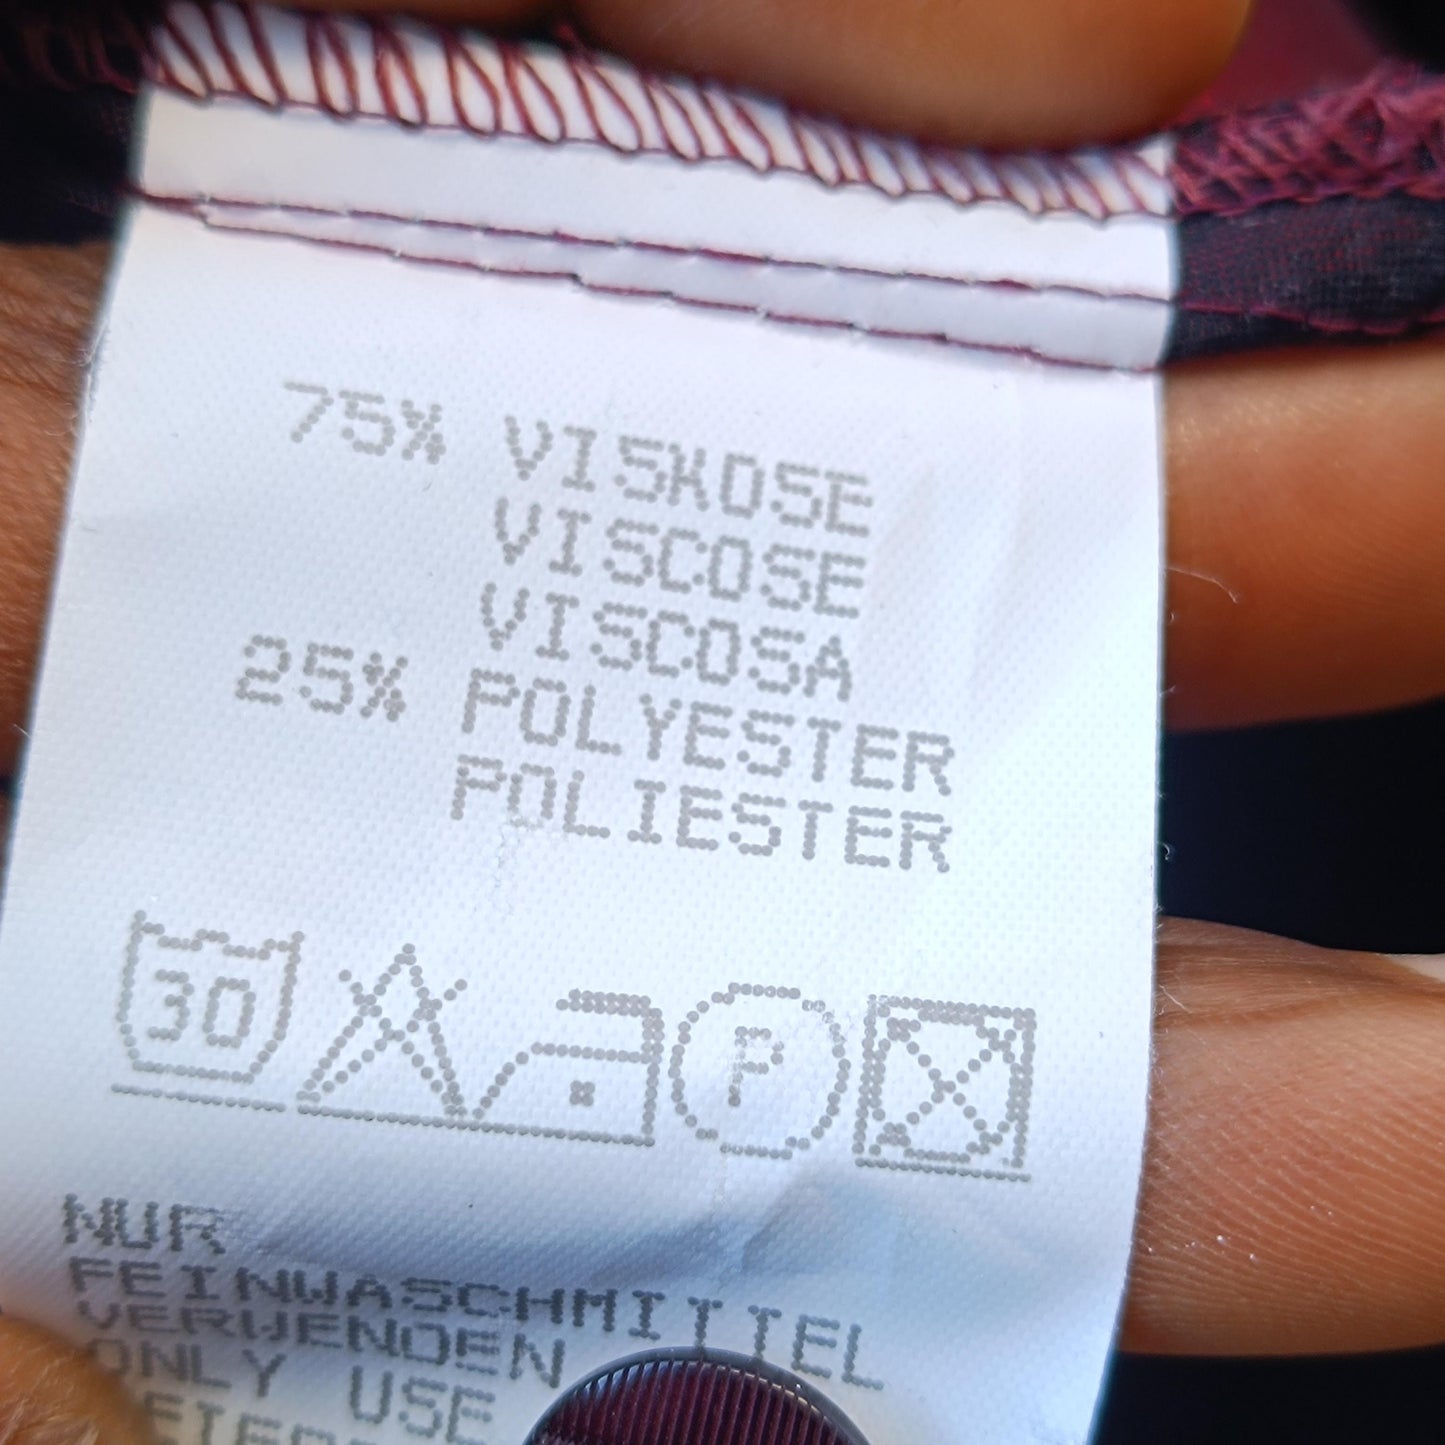 75% VISKOSE
VISCOSE
VISCOSA
25% POLYESTER
POLIESTER
30 P
NUR
FEINWASCHMITTEL
VERWENDEN
ONLY USE